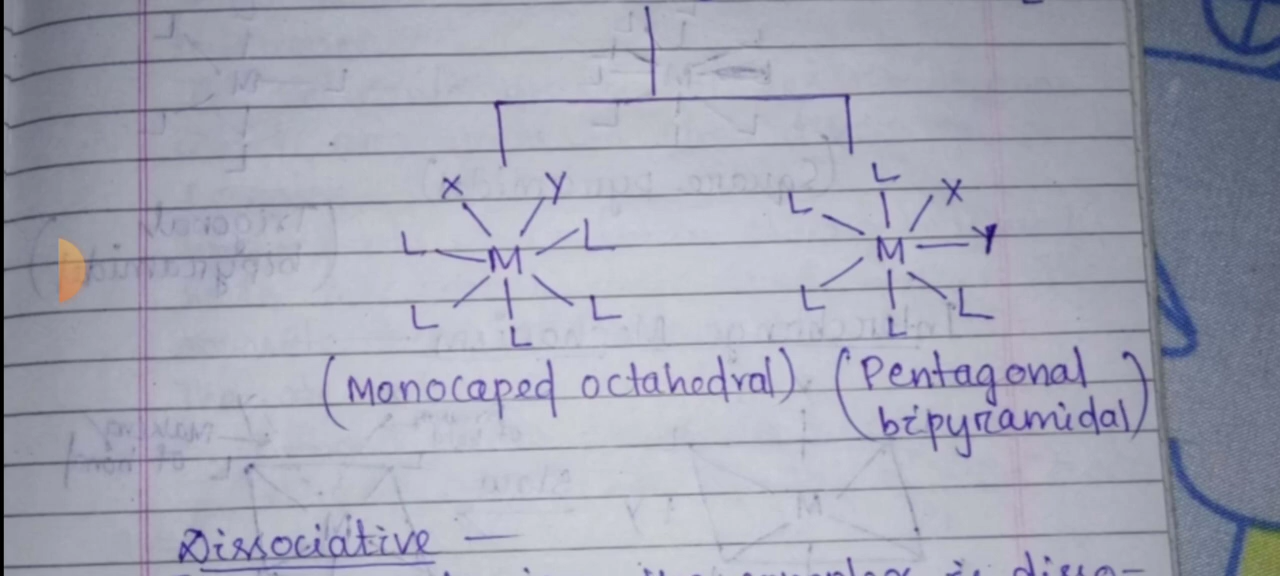 X Y L X
L M L L M Y
L L L L L
L
(Monocaped octahedral) (Pentagonal
bipyramidal)
Dissociative —